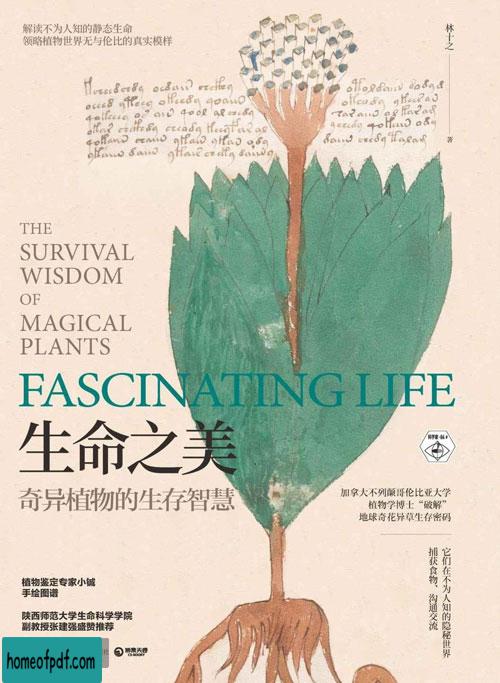 解读不为人知的静态生命
领略植物世界无与伦比的真实模样
林十之
著
THE
SURVIVAL
WISDOM
OF
MAGICAL
PLANTS
FASCINATING LIFE
生命之美
奇异植物的生存智慧
加拿大不列颠哥伦比亚大学
植物学博士“破解”
地球奇花异草生存密码
它们在不为人知的隐秘世界
捕获食物，沟通交流
植物鉴定专家小铖
手绘图谱
陕西师范大学生命科学学院
副教授张建强盛赞推荐
博集天卷
CS-BOOKY
homeofpdf.com